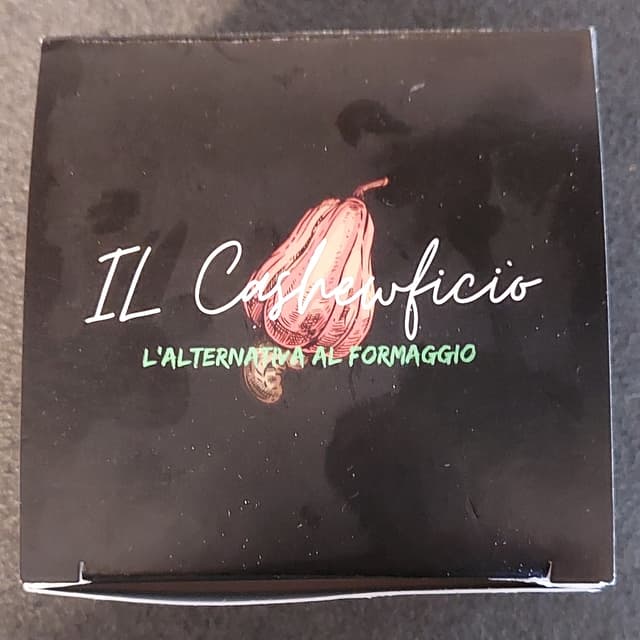 IL Cashewficio
L'ALTERNATIVA AL FORMAGGIO